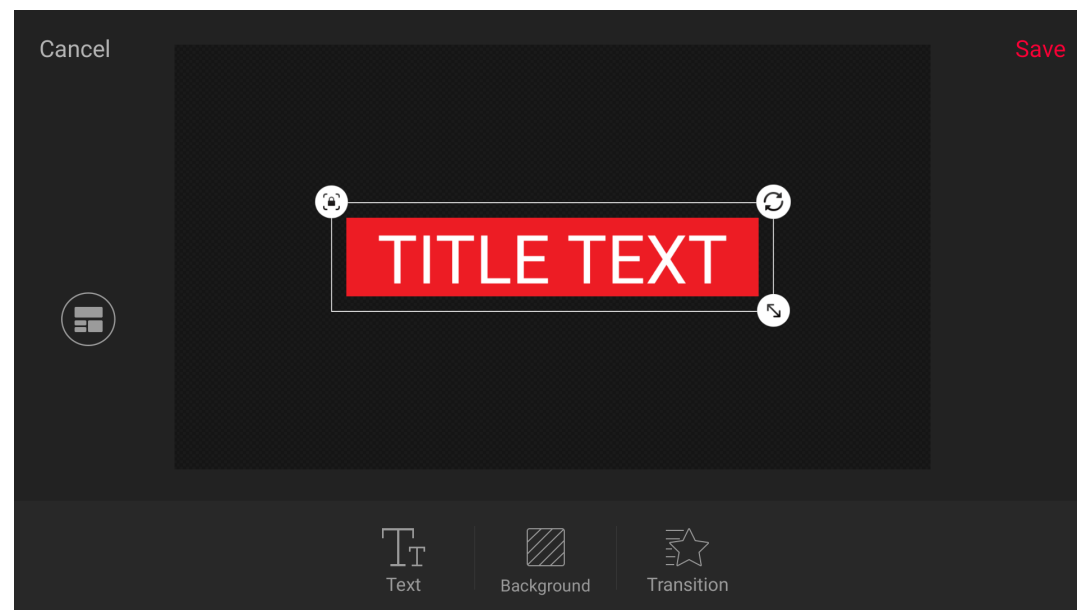 Cancel
Save
TITLE TEXT
Text
Background
Transition